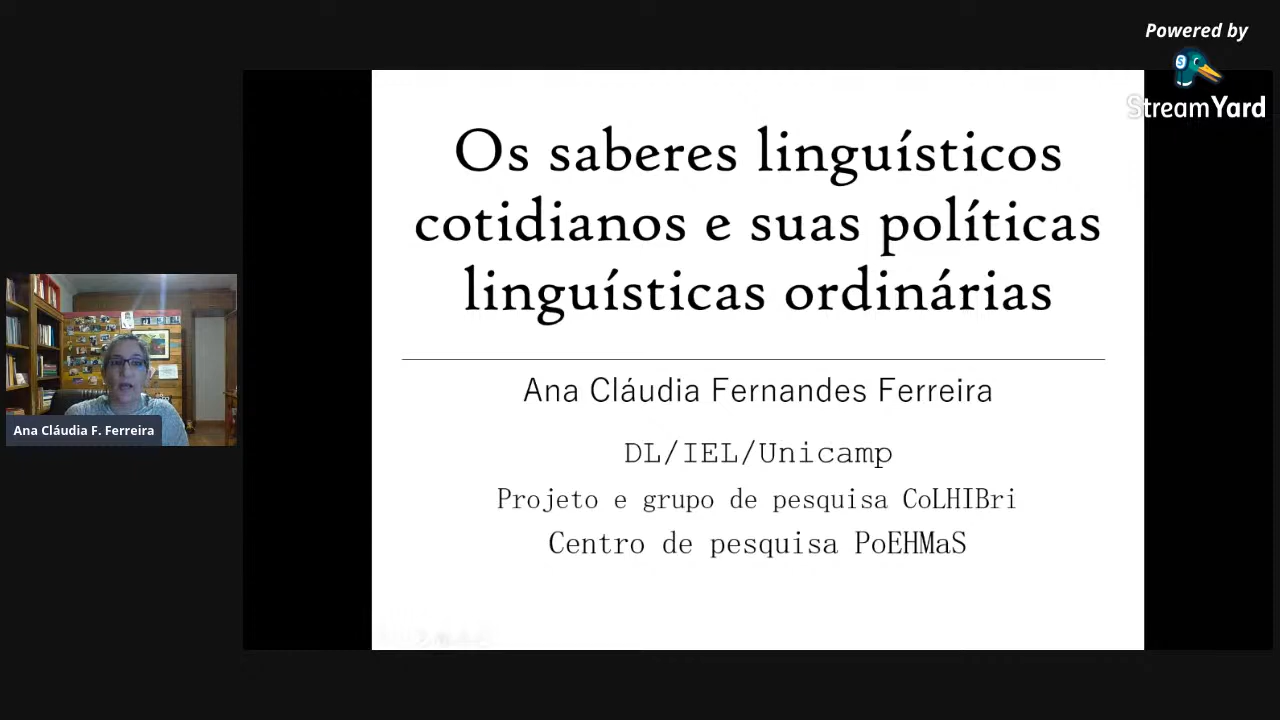 Powered by
StreamYard
Os saberes linguísticos
cotidianos e suas políticas
linguísticas ordinárias
Ana Cláudia Fernandes Ferreira
DL/IEL/Unicamp
Projeto e grupo de pesquisa CoLHIBri
Centro de pesquisa PoEHMaS
Ana Cláudia F. Ferreira